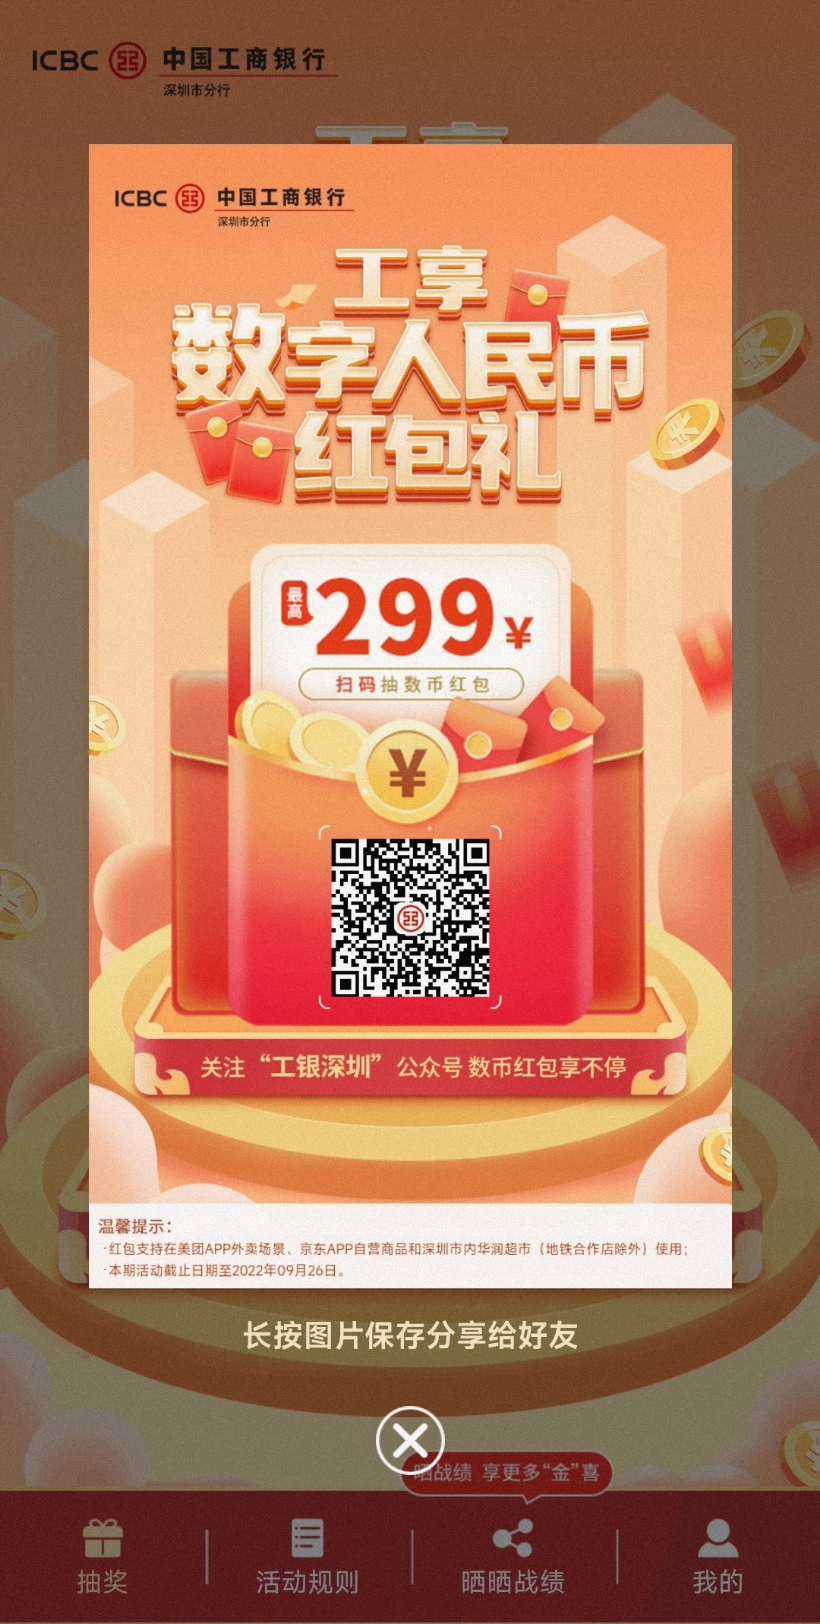 ICBC 中国工商银行
深圳市分行
工享
ICBC 中国工商银行
深圳市分行
工享
数字人民币
红包礼
最高299¥
扫码抽数币红包
¥
关注“工银深圳”公众号 数币红包享不停
温馨提示：
·红包支持在美团APP外卖场景、京东APP自营商品和深圳市内华润超市（地铁合作店除外）使用；
·本期活动截止日期至2022年09月26日。
长按图片保存分享给好友
晒战绩 享更多“金”喜
抽奖
活动规则
晒晒战绩
我的